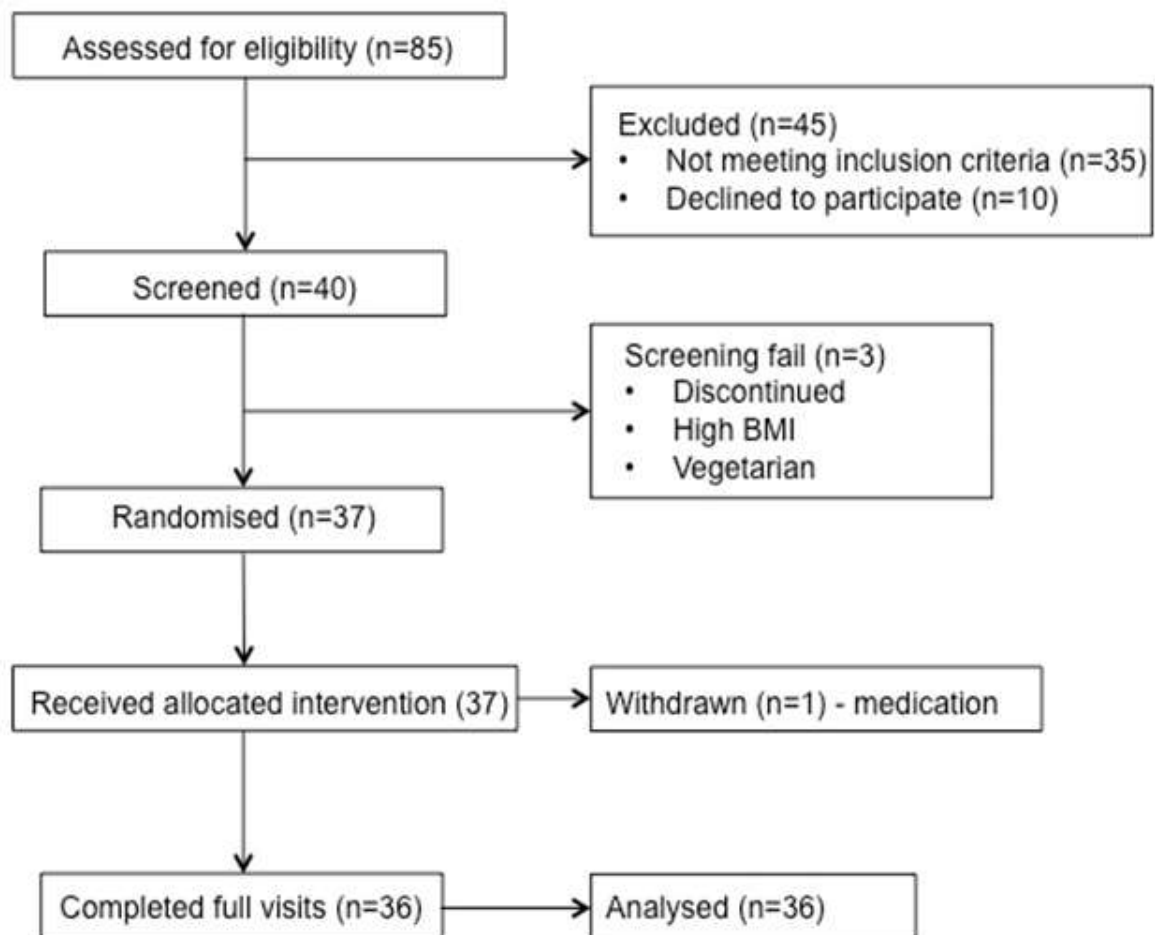 Assessed for eligibility (n=85)
Excluded (n=45)
• Not meeting inclusion criteria (n=35)
• Declined to participate (n=10)
Screened (n=40)
Screening fail (n=3)
• Discontinued
• High BMI
• Vegetarian
Randomised (n=37)
Received allocated intervention (37)
Withdrawn (n=1) - medication
Completed full visits (n=36)
Analysed (n=36)